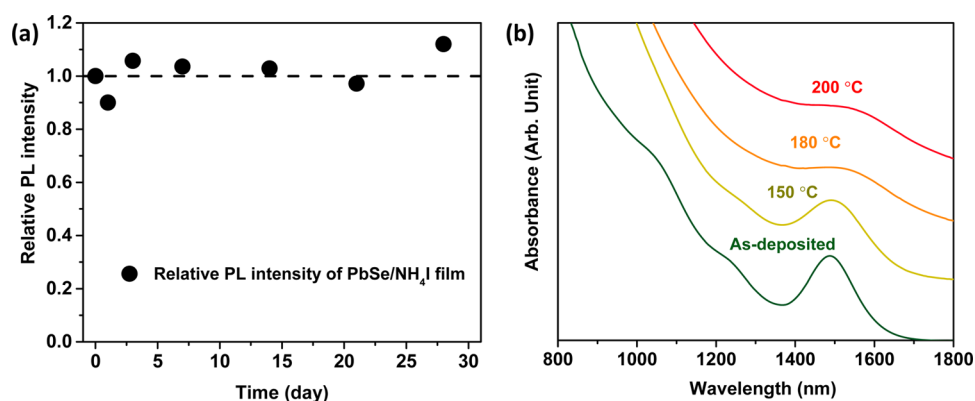 (a)
1.2
1.0
0.8
0.6
0.4
0.2
0.0
Relative PL intensity
Relative PL intensity of PbSe/NH₄I film
0 5 10 15 20 25 30
Time (day)
(b)
Absorbance (Arb. Unit)
200 °C
180 °C
150 °C
As-deposited
800 1000 1200 1400 1600 1800
Wavelength (nm)